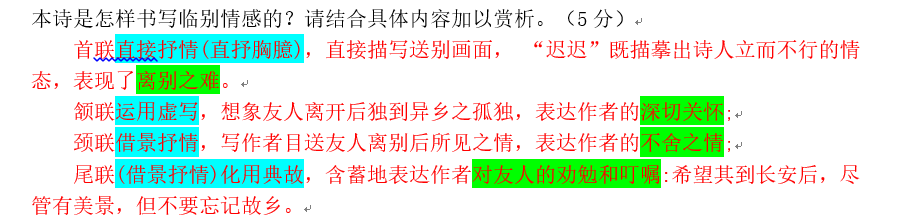 本诗是怎样书写临别情感的？请结合具体内容加以赏析。（5 分）
首联直接抒情(直抒胸臆)，直接描写送别画面， “迟迟”既描摹出诗人立而不行的情
态，表现了离别之难。
颔联运用虚写，想象友人离开后独到异乡之孤独，表达作者的深切关怀;
颈联借景抒情，写作者目送友人离别后所见之情，表达作者的不舍之情;
尾联(借景抒情)化用典故，含蓄地表达作者对友人的劝勉和叮嘱:希望其到长安后，尽
管有美景，但不要忘记故乡。